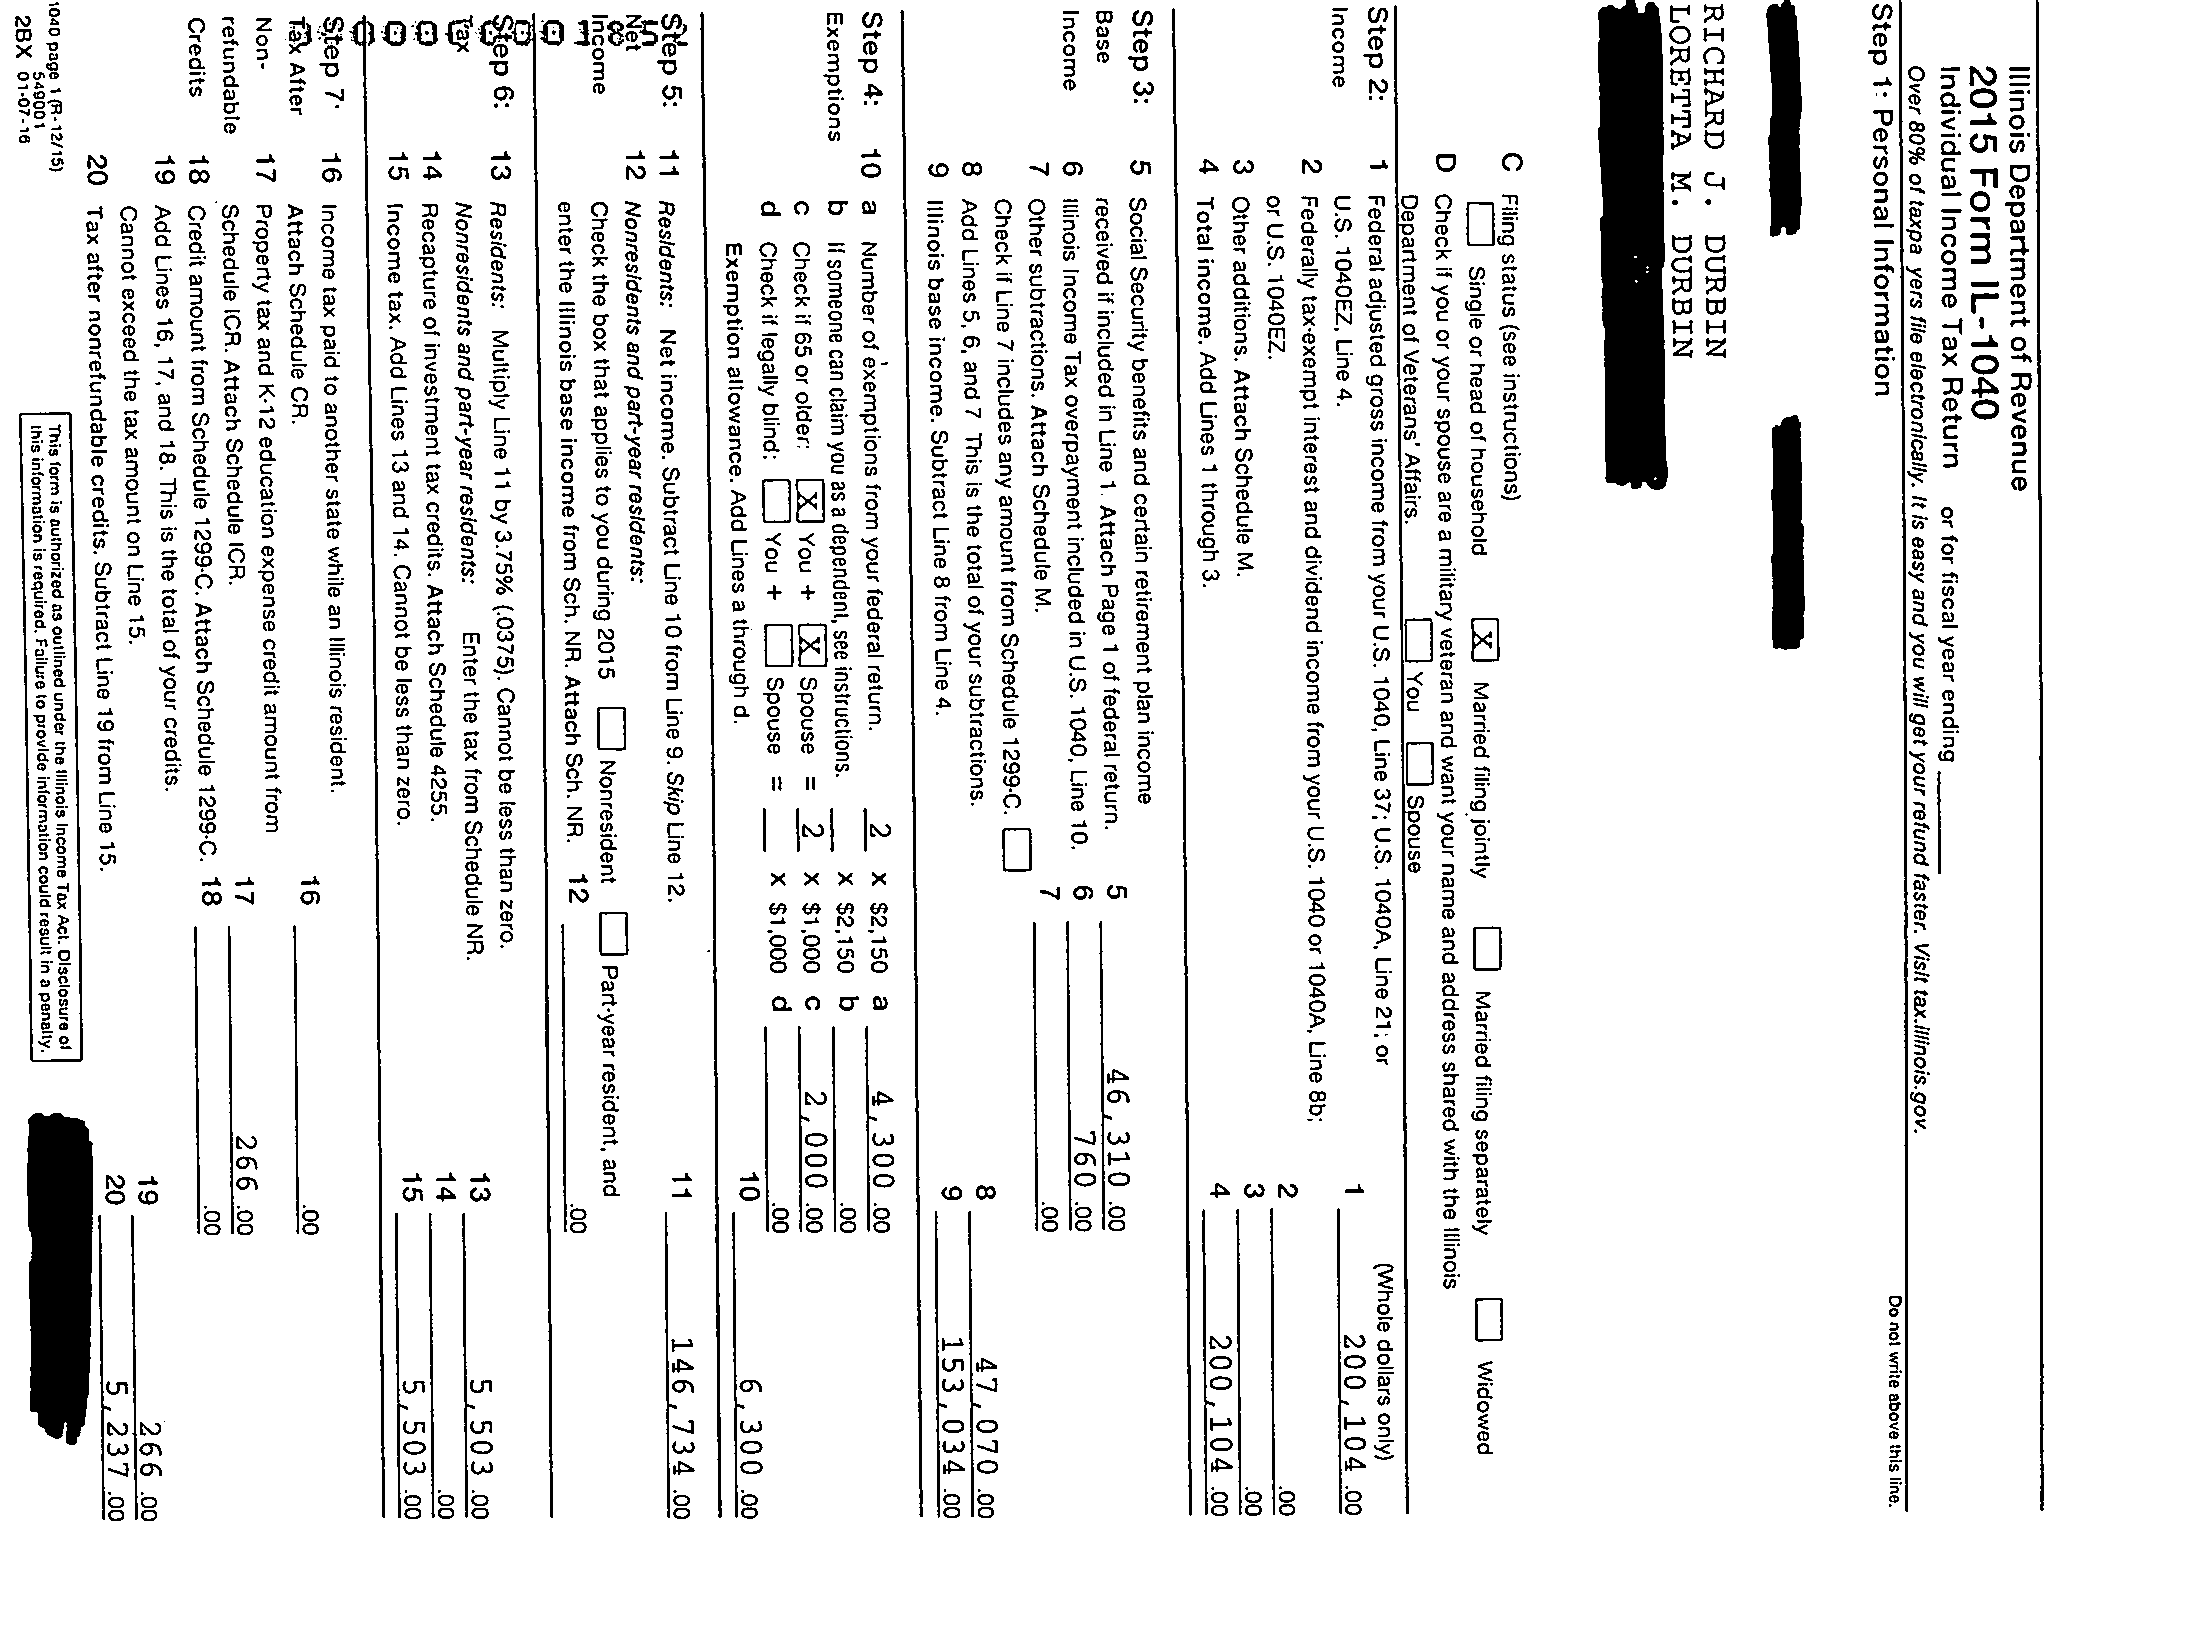 Illinois Department of Revenue
2015 Form IL-1040
Individual Income Tax Return or for fiscal year ending
Over 80% of taxpa yers file electronically. It is easy and you will get your refund faster. Visit tax.illinois.gov.
Do not write above this line.
Step 1: Personal Information
RICHARD J. DURBIN
LORETTA M. DURBIN
C Filing status (see instructions)
Single or head of household X Married filing jointly Married filing separately Widowed
D Check if you or your spouse are a military veteran and want your name and address shared with the Illinois
Department of Veterans' Affairs. You Spouse
(Whole dollars only)
Step 2: 1 Federal adjusted gross income from your U.S. 1040, Line 37; U.S. 1040A, Line 21; or
Income U.S. 1040EZ, Line 4. 1 200,104 .00
2 Federally tax-exempt interest and dividend income from your U.S. 1040 or 1040A, Line 8b;
or U.S. 1040EZ. 2 .00
3 Other additions. Attach Schedule M. 3 .00
4 Total income. Add Lines 1 through 3. 4 200,104 .00
Step 3: 5 Social Security benefits and certain retirement plan income
Base received if included in Line 1. Attach Page 1 of federal return. 5 46,310 .00
Income 6 Illinois Income Tax overpayment included in U.S. 1040, Line 10. 6 760 .00
7 Other subtractions. Attach Schedule M. 7 .00
Check if Line 7 includes any amount from Schedule 1299-C.
8 Add Lines 5, 6, and 7 This is the total of your subtractions. 8 47,070 .00
9 Illinois base income. Subtract Line 8 from Line 4. 9 153,034 .00
Step 4: 10 a Number of exemptions from your federal return. 2 x $2,150 a 4,300 .00
Exemptions b If someone can claim you as a dependent, see instructions. x $2,150 b .00
c Check if 65 or older: X You + X Spouse = 2 x $1,000 c 2,000 .00
d Check if legally blind: You + Spouse = x $1,000 d .00
Exemption allowance. Add Lines a through d. 10 6,300 .00
Step 5: 11 Residents: Net income. Subtract Line 10 from Line 9. Skip Line 12. 11 146,734 .00
Net 12 Nonresidents and part-year residents:
Income Check the box that applies to you during 2015 Nonresident Part-year resident, and
enter the Illinois base income from Sch. NR. Attach Sch. NR. 12 .00
Step 6: 13 Residents: Multiply Line 11 by 3.75% (.0375). Cannot be less than zero.
Tax Nonresidents and part-year residents: Enter the tax from Schedule NR. 13 5,503 .00
14 Recapture of investment tax credits. Attach Schedule 4255. 14 .00
15 Income tax. Add Lines 13 and 14. Cannot be less than zero. 15 5,503 .00
Step 7: 16 Income tax paid to another state while an Illinois resident.
Tax After Attach Schedule CR. 16 .00
Non- 17 Property tax and K-12 education expense credit amount from
refundable Schedule ICR. Attach Schedule ICR. 17 266 .00
Credits 18 Credit amount from Schedule 1299-C. Attach Schedule 1299-C. 18 .00
19 Add Lines 16, 17, and 18. This is the total of your credits.
Cannot exceed the tax amount on Line 15. 19 266 .00
20 Tax after nonrefundable credits. Subtract Line 19 from Line 15. 20 5,237 .00
1040 page 1 (R-12/15)
549001
2BX 01-07-16
This form is authorized as outlined under the Illinois Income Tax Act. Disclosure of
this information is required. Failure to provide information could result in a penalty.